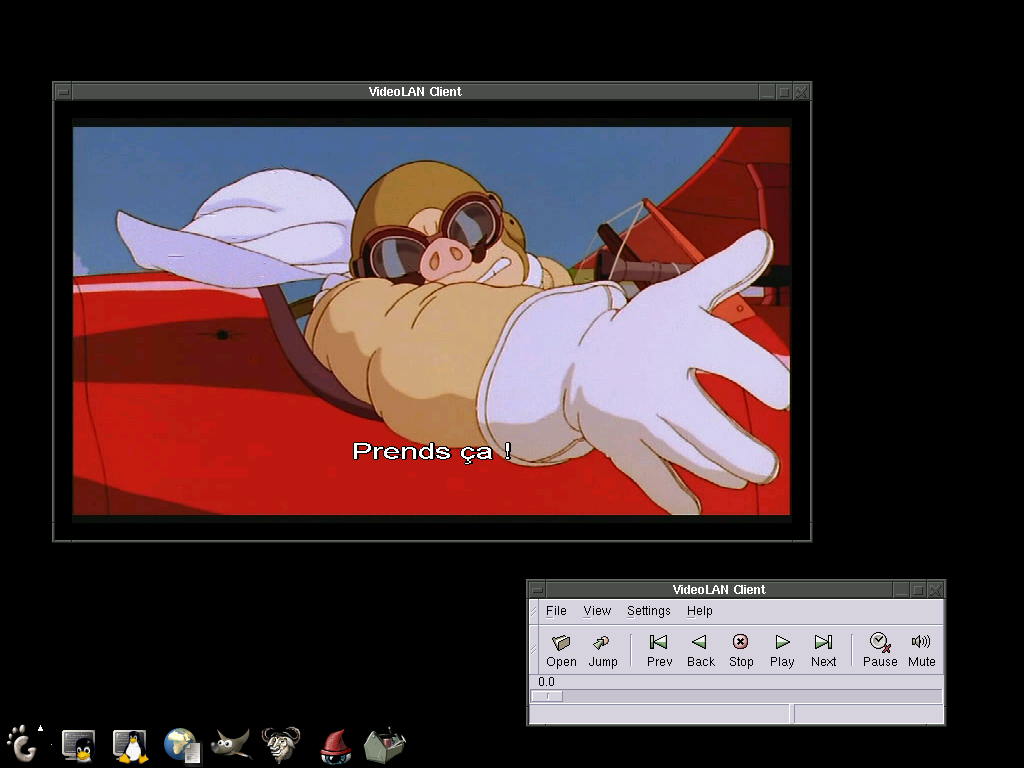 VideoLAN Client
Prends ça !
VideoLAN Client
File View Settings Help
Open Jump Prev Back Stop Play Next Pause Mute
0.0